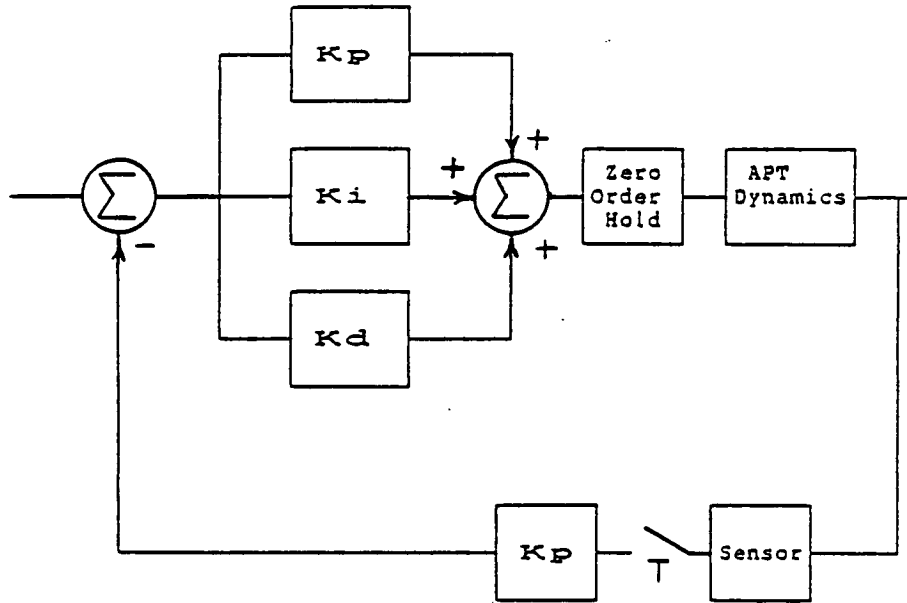 Kp
+
+
Σ
Ki
Σ
Zero
Order
Hold
APT
Dynamics
-
+
Kd
Kp
T
Sensor